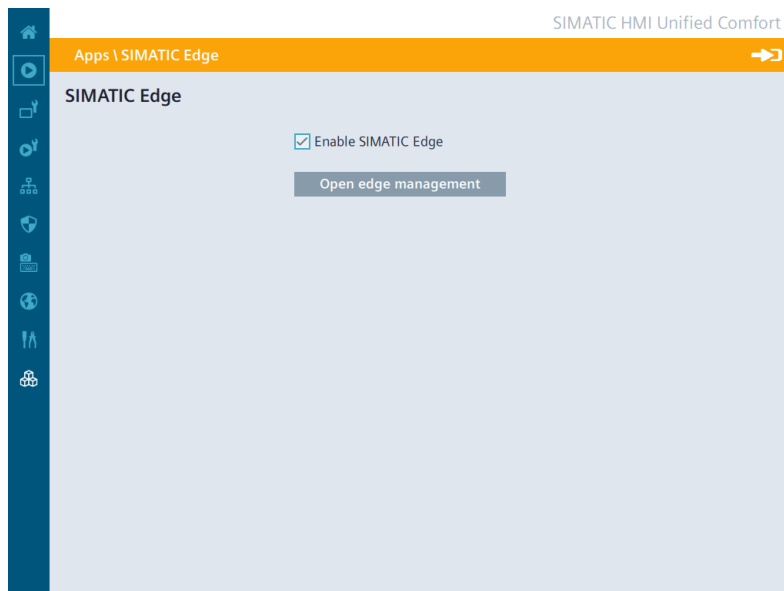 SIMATIC HMI Unified Comfort
Apps \ SIMATIC Edge
SIMATIC Edge
Enable SIMATIC Edge
Open edge management